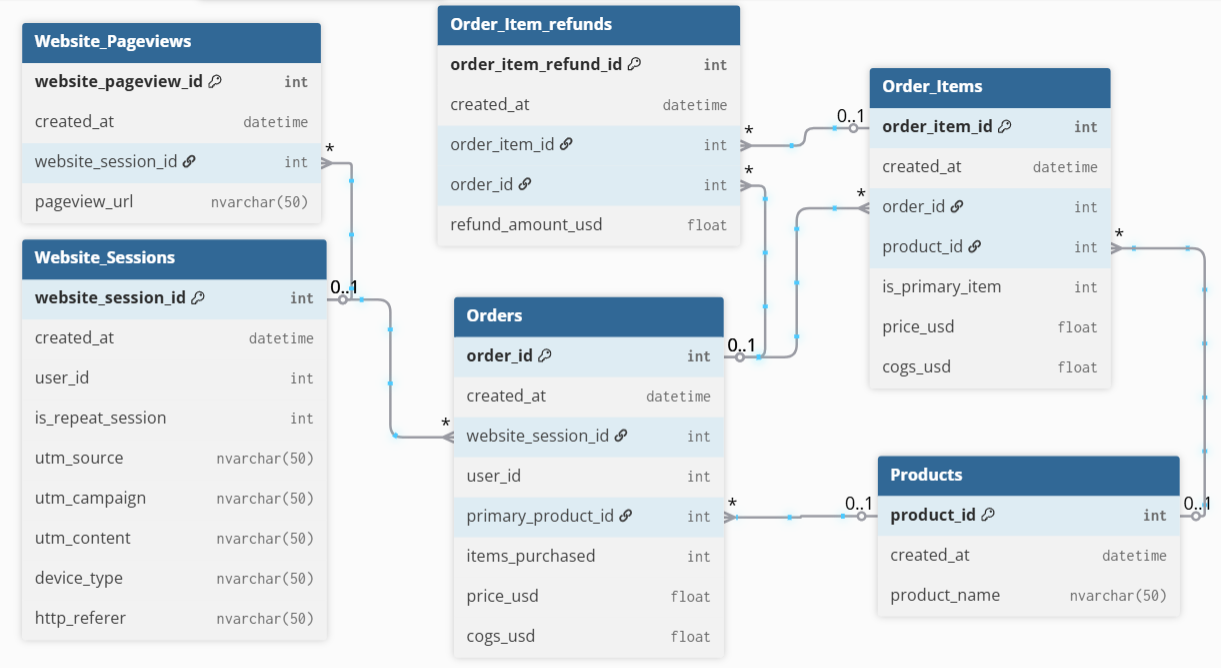 Website_Pageviews
website_pageview_id int
created_at datetime
website_session_id int
pageview_url nvarchar(50)
*
Website_Sessions
website_session_id int
created_at datetime
user_id int
is_repeat_session int
utm_source nvarchar(50)
utm_campaign nvarchar(50)
utm_content nvarchar(50)
device_type nvarchar(50)
http_referer nvarchar(50)
0..1
Order_Item_refunds
order_item_refund_id int
created_at datetime
order_item_id int
order_id int
refund_amount_usd float
*
*
Orders
order_id int
created_at datetime
website_session_id int
user_id int
primary_product_id int
items_purchased int
price_usd float
cogs_usd float
0..1
*
*
Order_Items
order_item_id int
created_at datetime
order_id int
product_id int
is_primary_item int
price_usd float
cogs_usd float
0..1
*
*
Products
product_id int
created_at datetime
product_name nvarchar(50)
0..1
0..1